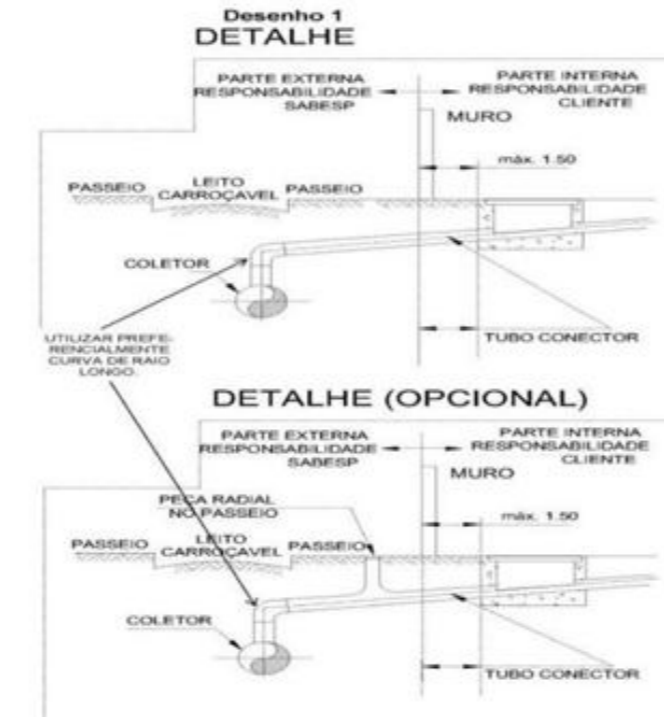 Desenho 1
DETALHE
PARTE EXTERNA
RESPONSABILIDADE
SABESP
PARTE INTERNA
RESPONSABILIDADE
CLIENTE
MURO
máx. 1.50
PASSEIO
LEITO
CARROÇAVEL
PASSEIO
COLETOR
TUBO CONECTOR
UTILIZAR PREFE-
RENCIALMENTE
CURVA DE RAIO
LONGO.
DETALHE (OPCIONAL)
PARTE EXTERNA
RESPONSABILIDADE
SABESP
PARTE INTERNA
RESPONSABILIDADE
CLIENTE
MURO
PECA RADIAL
NO PASSEIO
máx. 1.50
PASSEIO
LEITO
CARROÇAVEL
PASSEIO
COLETOR
TUBO CONECTOR